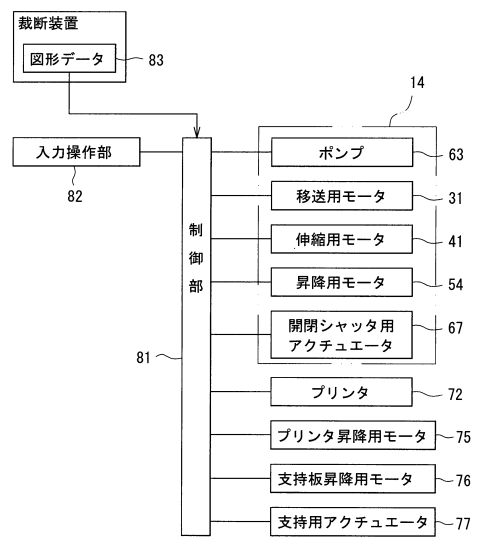 裁断装置
図形データ
83
14
入力操作部
82
制御部
81
ポンプ
63
移送用モータ
31
伸縮用モータ
41
昇降用モータ
54
開閉シャッタ用
アクチュエータ
67
プリンタ
72
プリンタ昇降用モータ
75
支持板昇降用モータ
76
支持用アクチュエータ
77